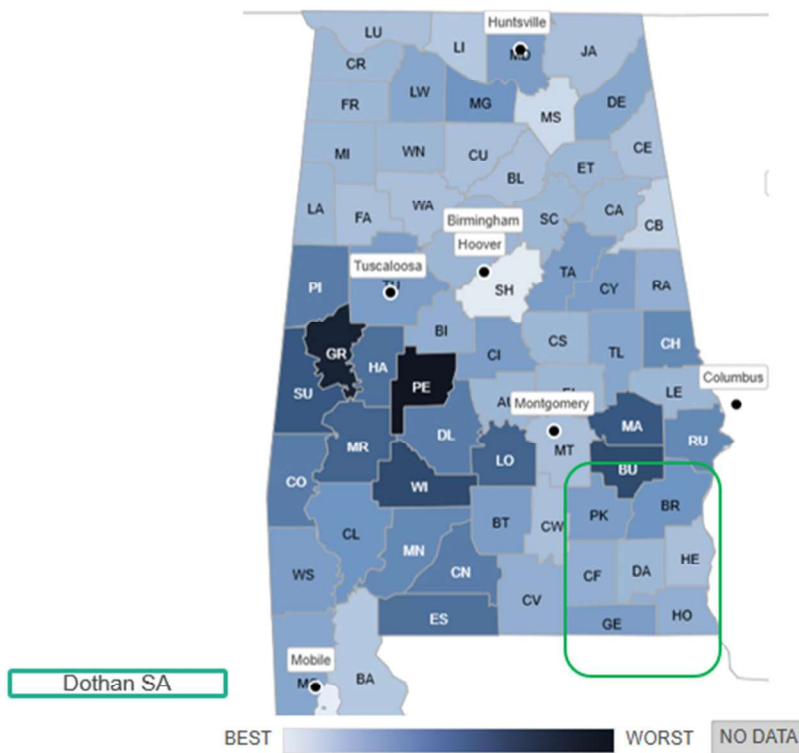 Huntsville
LU
LI
MD
JA
CR
LW
MG
DE
FR
MS
MI
WN
CU
CE
ET
BL
LA
FA
WA
SC
CA
CB
Birmingham
Hoover
Tuscaloosa
TU
PI
SH
TA
CY
RA
BI
GR
HA
CI
CS
TL
CH
SU
PE
AU
LE
Columbus
Montgomery
MA
DL
MR
LO
MT
RU
CO
WI
BU
BT
CW
PK
BR
CL
MN
CN
WS
CF
DA
HE
CV
ES
GE
HO
Mobile
BA
Dothan SA
BEST
WORST
NO DATA